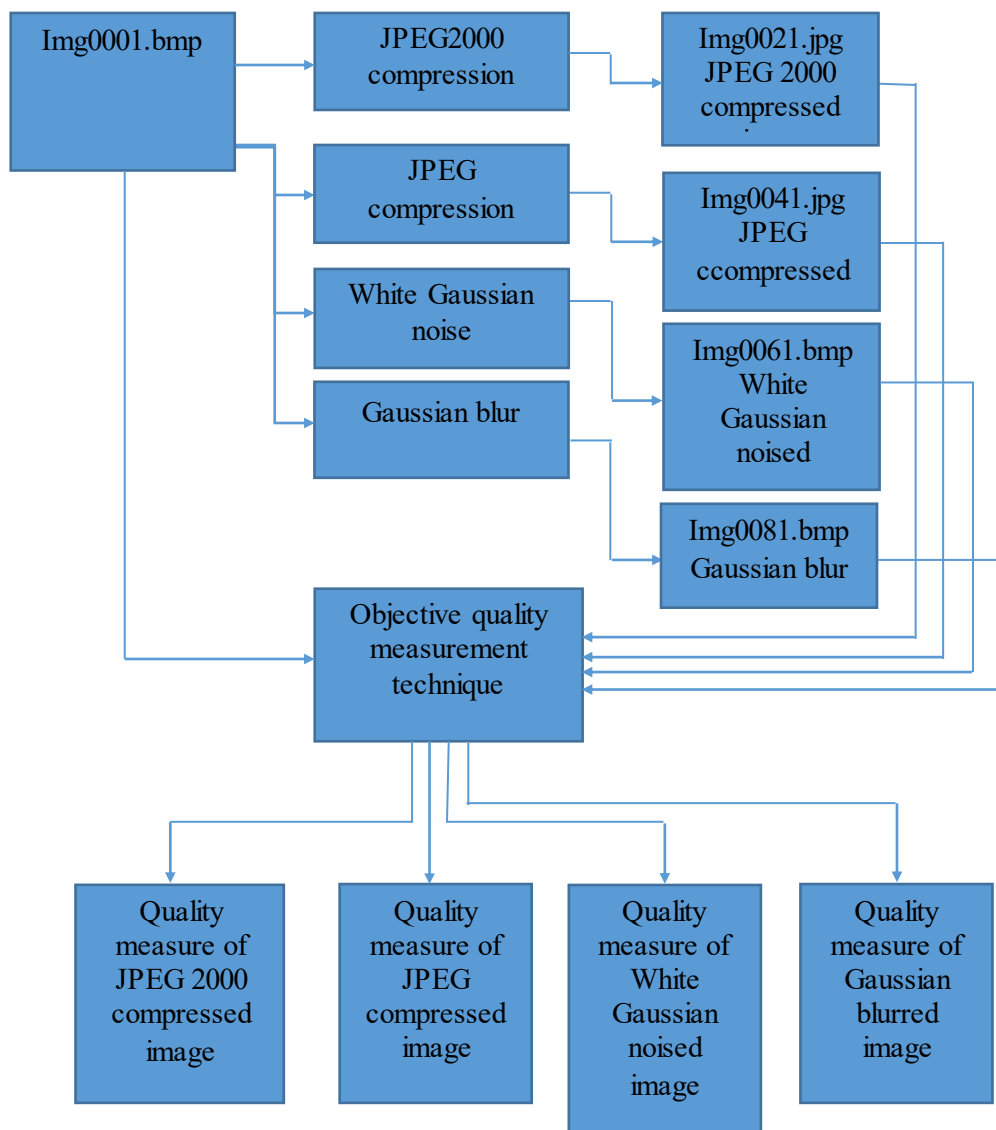 Img0001.bmp
JPEG2000
compression
Img0021.jpg
JPEG 2000
compressed
JPEG
compression
Img0041.jpg
JPEG
ccompressed
White Gaussian
noise
Img0061.bmp
White
Gaussian
noised
Gaussian blur
Img0081.bmp
Gaussian blur
Objective quality
measurement
technique
Quality
measure of
JPEG 2000
compressed
image
Quality
measure of
JPEG
compressed
image
Quality
measure of
White
Gaussian
noised
image
Quality
measure of
Gaussian
blurred
image